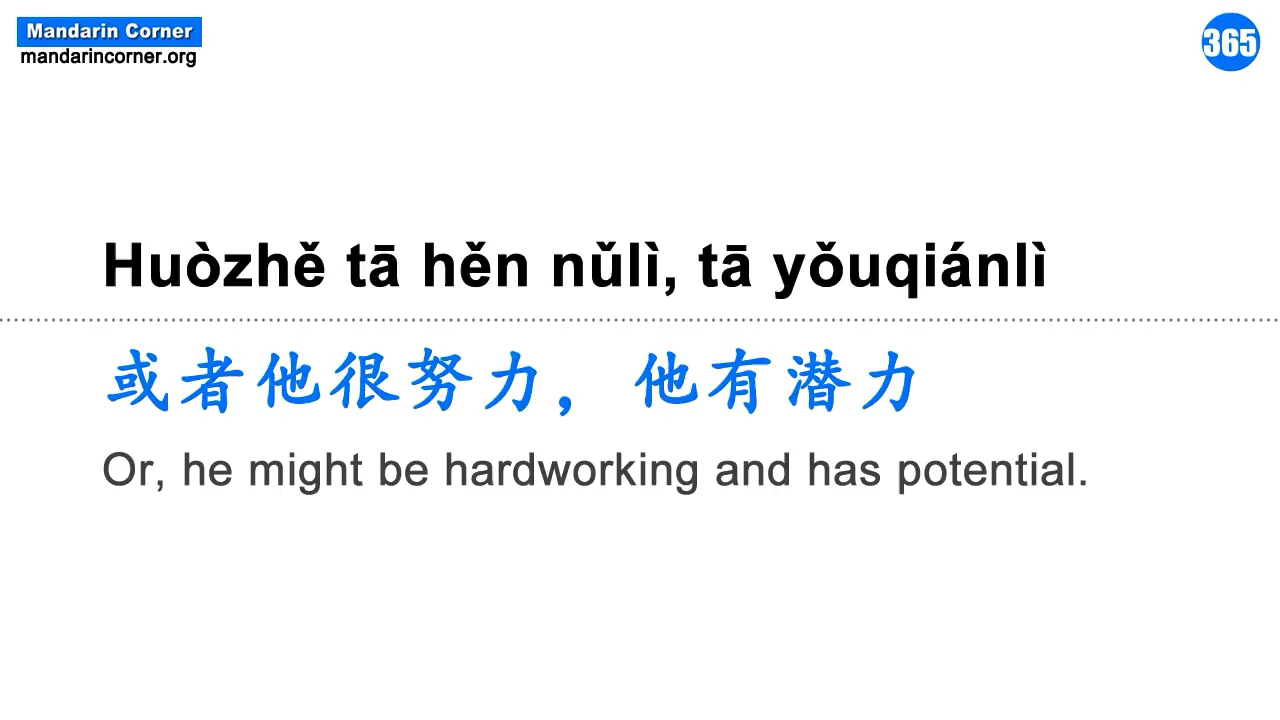 Mandarin Corner
mandarincorner.org
365
Huòzhě tā hěn nǔlì, tā yǒuqiánlì
或者他很努力，他有潜力
Or, he might be hardworking and has potential.